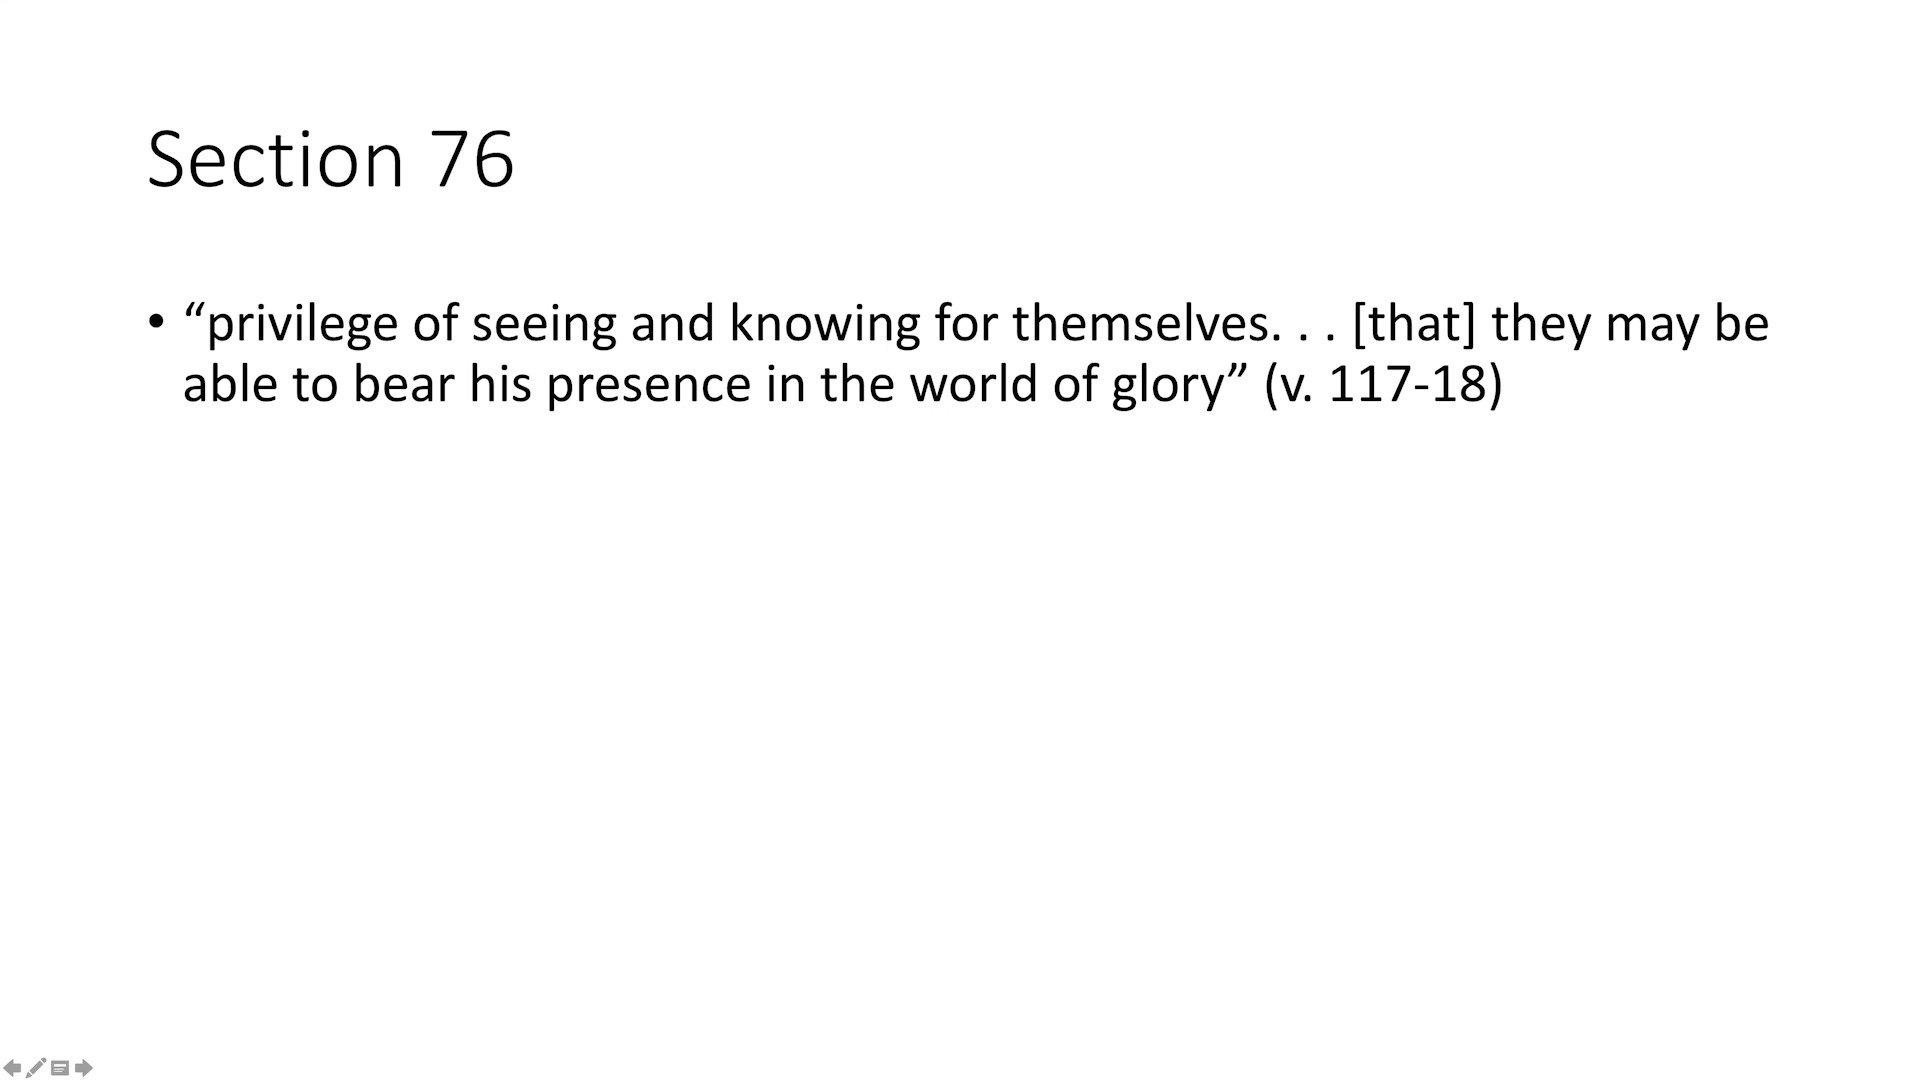 Section 76
• “privilege of seeing and knowing for themselves. . . [that] they may be
able to bear his presence in the world of glory” (v. 117-18)